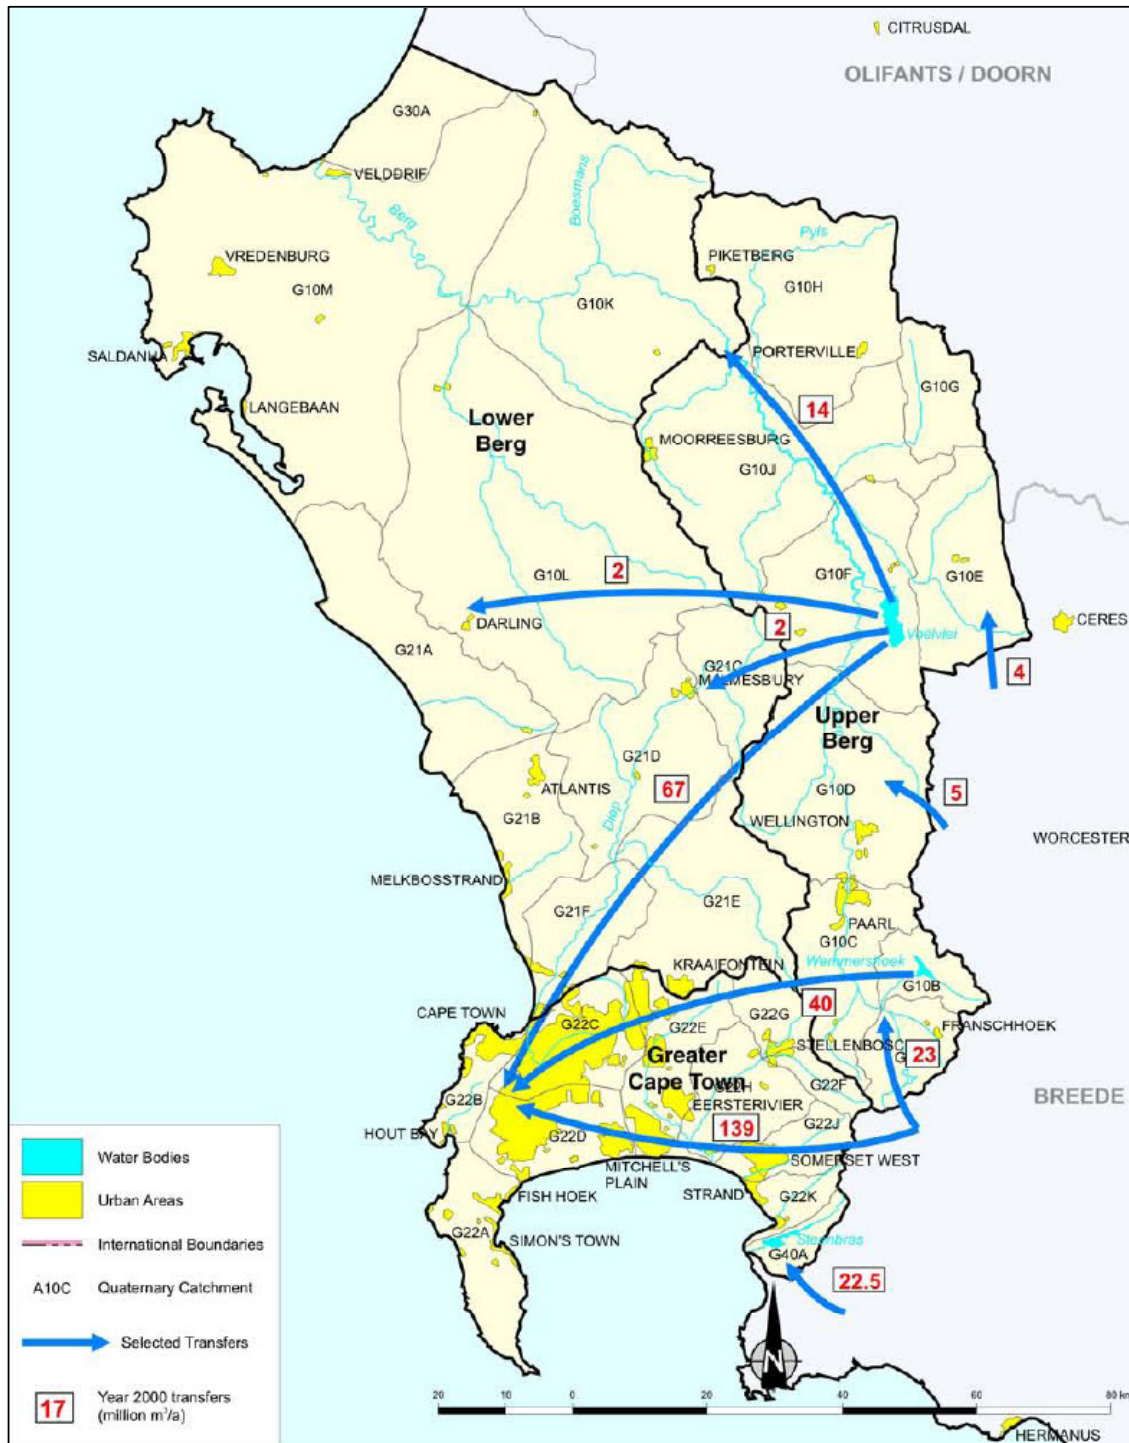 CITRUSDAL
OLIFANTS / DOORN
G30A
VELDDRIF
Berg
Boesmans
Pyls
PIKETBERG
G10H
VREDENBURG
G10M
G10K
SALDANHA
PORTERVILLE
G10G
LANGEBAAN
Lower
Berg
14
MOORREESBURG
G10J
G10L
2
G10F
G10E
DARLING
2
Voëlvlei
CERES
G21A
G21C
MALMESBURY
4
Upper
Berg
G21D
ATLANTIS
67
G10D
5
G21B
Diep
WELLINGTON
WORCESTER
MELKBOSSTRAND
G21F
G21E
PAARL
G10C
KRAAIFONTEIN
Wemmershoek
G10B
CAPE TOWN
G22C
G22E
G22G
40
FRANSCHHOEK
Greater
Cape Town
STELLENBOSC
G
23
G22H
G22F
G22B
EERSTERIVIER
BREEDE
HOUT BAY
G22D
139
G22J
MITCHELL'S
PLAIN
SOMERSET WEST
FISH HOEK
STRAND
G22K
G22A
SIMON'S TOWN
Steenbras
G40A
22.5
N
HERMANUS
Water Bodies
Urban Areas
International Boundaries
A10C Quaternary Catchment
Selected Transfers
17 Year 2000 transfers
(million m³/a)
20 10 0 20 40 60 80 km